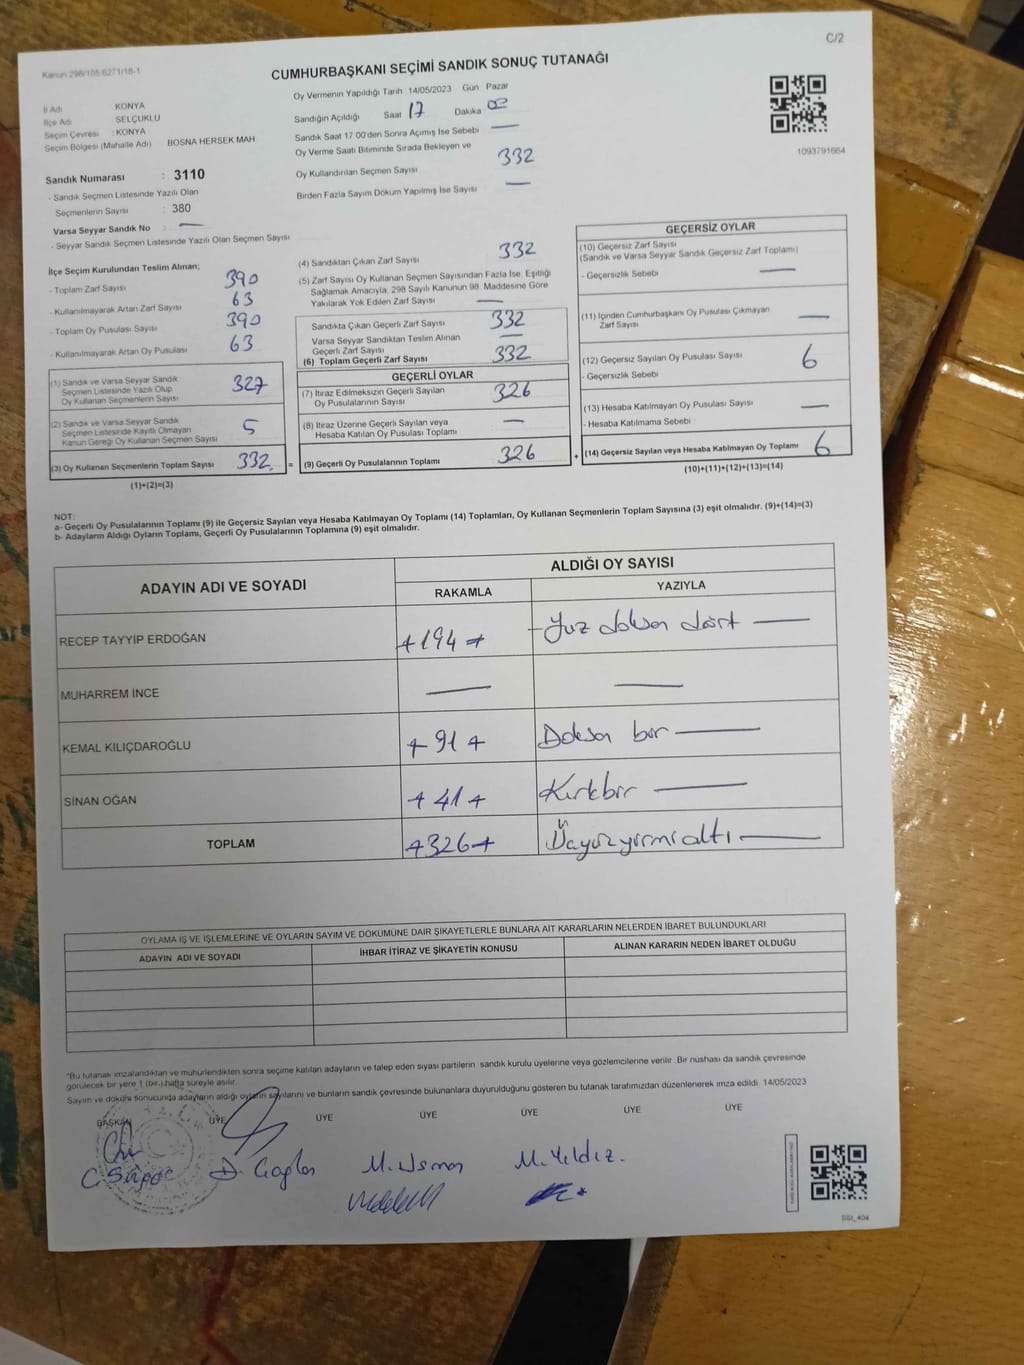 C/2
Kanun 298/105 6271/18-1
CUMHURBAŞKANI SEÇİMİ SANDIK SONUÇ TUTANAĞI
İl Adı KONYA
İlçe Adı SELÇUKLU
Seçim Çevresi : KONYA
Seçim Bölgesi (Mahalle Adı) BOSNA HERSEK MAH
Sandık Numarası : 3110
- Sandık Seçmen Listesinde Yazılı Olan
Seçmenlerin Sayısı : 380
Varsa Seyyar Sandık No : —
- Seyyar Sandık Seçmen Listesinde Yazılı Olan Seçmen Sayısı
Oy Vermenin Yapıldığı Tarih 14/05/2023 Gün Pazar
Sandığın Açıldığı Saat 17 Dakika 02
Sandık Saat 17 00'den Sonra Açımış İse Sebebi —
Oy Verme Saati Bitiminde Sırada Bekleyen ve
Oy Kullandırılan Seçmen Sayısı 332
Birden Fazla Sayım Döküm Yapılmış İse Sayısı —
1093791664
İlçe Seçim Kurulundan Teslim Alınan;
- Toplam Zarf Sayısı 390
- Kullanılmayarak Artan Zarf Sayısı 63
- Toplam Oy Pusulası Sayısı 390
- Kullanılmayarak Artan Oy Pusulası 63
(1) Sandık ve Varsa Seyyar Sandık
Seçmen Listesinde Yazılı Olup
Oy Kullanan Seçmenlerin Sayısı 327
(2) Sandık ve Varsa Seyyar Sandık
Seçmen Listesinde Kayıtlı Olmayan
Kanun Gereği Oy Kullanan Seçmen Sayısı 5
(3) Oy Kullanan Seçmenlerin Toplam Sayısı 332 =
(1)+(2)=(3)
(4) Sandıktan Çıkan Zarf Sayısı 332
(5) Zarf Sayısı Oy Kullanan Seçmen Sayısından Fazla İse, Eşitliği
Sağlamak Amacıyla, 298 Sayılı Kanunun 98. Maddesine Göre
Yakılarak Yok Edilen Zarf Sayısı —
Sandıkta Çıkan Geçerli Zarf Sayısı 332
Varsa Seyyar Sandıktan Teslim Alınan
Geçerli Zarf Sayısı —
(6) Toplam Geçerli Zarf Sayısı 332
GEÇERLİ OYLAR
(7) İtiraz Edilmeksizin Geçerli Sayılan
Oy Pusulalarının Sayısı 326
(8) İtiraz Üzerine Geçerli Sayılan veya
Hesaba Katılan Oy Pusulası Toplamı —
(9) Geçerli Oy Pusulalarının Toplamı 326 +
GEÇERSİZ OYLAR
(10) Geçersiz Zarf Sayısı
(Sandık ve Varsa Seyyar Sandık Geçersiz Zarf Toplamı)
- Geçersizlik Sebebi —
(11) İçinden Cumhurbaşkanı Oy Pusulası Çıkmayan
Zarf Sayısı —
(12) Geçersiz Sayılan Oy Pusulası Sayısı 6
- Geçersizlik Sebebi
(13) Hesaba Katılmayan Oy Pusulası Sayısı —
- Hesaba Katılmama Sebebi
(14) Geçersiz Sayılan veya Hesaba Katılmayan Oy Toplamı 6
(10)+(11)+(12)+(13)=(14)
NOT:
a- Geçerli Oy Pusulalarının Toplamı (9) ile Geçersiz Sayılan veya Hesaba Katılmayan Oy Toplamı (14) Toplamları, Oy Kullanan Seçmenlerin Toplam Sayısına (3) eşit olmalıdır. (9)+(14)=(3)
b- Adayların Aldığı Oyların Toplamı, Geçerli Oy Pusulalarının Toplamına (9) eşit olmalıdır.
ADAYIN ADI VE SOYADI ALDIĞI OY SAYISI
RAKAMLA YAZIYLA
RECEP TAYYİP ERDOĞAN +194+ -Yuz doksan dört —
MUHARREM İNCE — —
KEMAL KILIÇDAROĞLU +91+ Doksan bir —
SİNAN OĞAN +41+ Kırkbir —
TOPLAM +326+ Üçyüzyirmialtı —
OYLAMA İŞ VE İŞLEMLERİNE VE OYLARIN SAYIM VE DÖKÜMÜNE DAİR ŞİKAYETLERLE BUNLARA AİT KARARLARIN NELERDEN İBARET BULUNDUKLARI
ADAYIN ADI VE SOYADI İHBAR İTİRAZ VE ŞİKAYETİN KONUSU ALINAN KARARIN NEDEN İBARET OLDUĞU
*Bu tutanak imzalandıktan ve mühürlendikten sonra seçime katılan adayların ve talep eden siyasi partilerin sandık kurulu üyelerine veya gözlemcilerine verilir. Bir nüshası da sandık çevresinde
görülecek bir yere 1 (bir) hafta süreyle asılır.
Sayım ve dökümü sonucunda adayların aldığı oyların sayılarını ve bunların sandık çevresinde bulunanlara duyurulduğunu gösteren bu tutanak tarafımızdan düzenlenerek imza edildi. 14/05/2023
BAŞKAN ÜYE ÜYE ÜYE ÜYE ÜYE ÜYE
D. Çağlar M. Usman M. Yıldız.